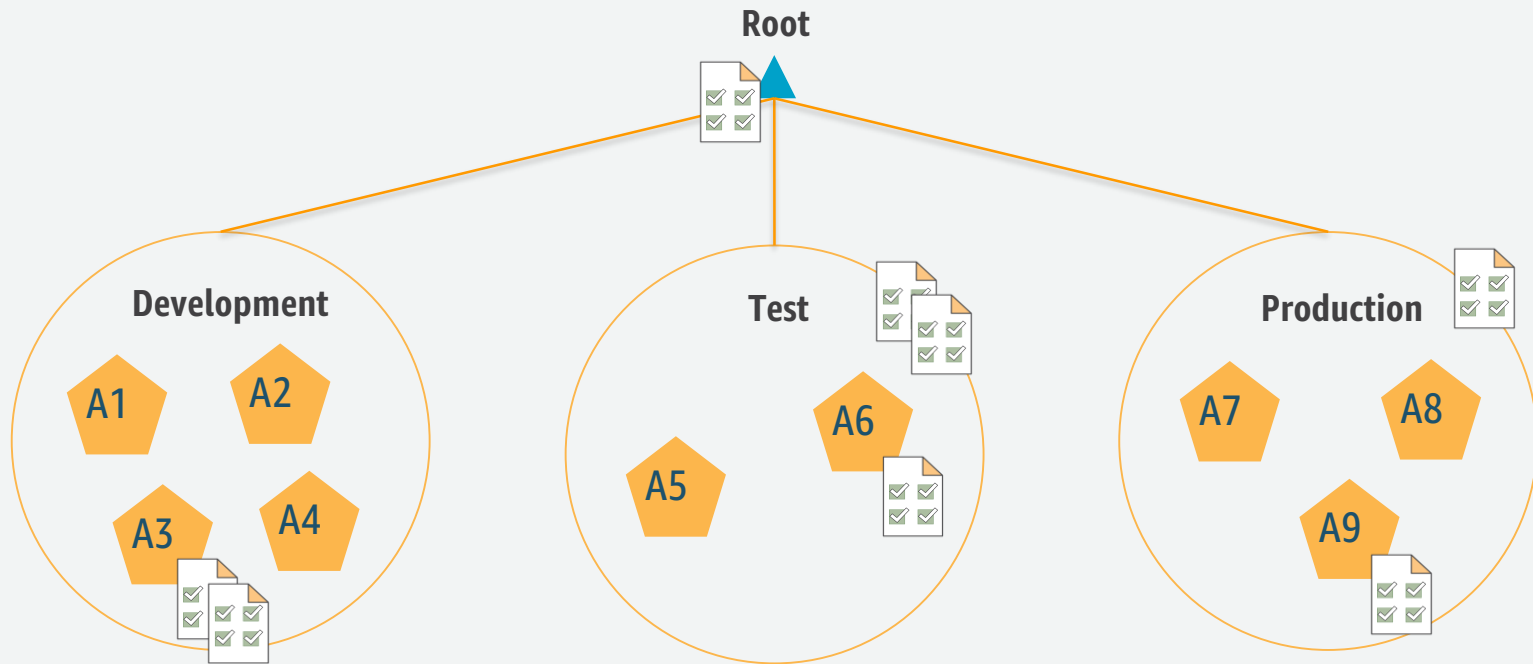 Root
Development
Test
Production
A1
A2
A3
A4
A5
A6
A7
A8
A9